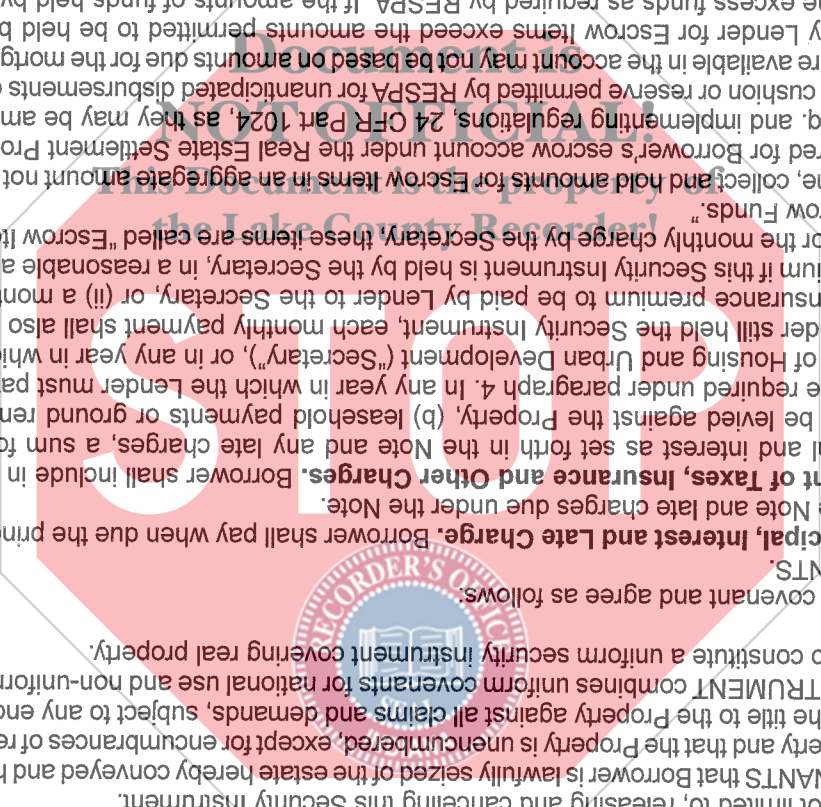 ot limited to, releasing and canceling this Security Instrument.
NANTS that Borrower is lawfully seized of the estate hereby conveyed and h
erty and that the Property is unencumbered, except for encumbrances of re
he title to the Property against all claims and demands, subject to any enc
TRUMENT combines uniform covenants for national use and non-unifor
o constitute a uniform security instrument covering real property.
covenant and agree as follows:
NTS.
cipal, Interest and Late Charge. Borrower shall pay when due the princ
e Note and late charges due under the Note.
nt of Taxes, Insurance and Other Charges. Borrower shall include in
l and interest as set forth in the Note and any late charges, a sum fo
be levied against the Property, (b) leasehold payments or ground ren
e required under paragraph 4. In any year in which the Lender must pa
of Housing and Urban Development ("Secretary"), or in any year in whic
der still held the Security Instrument, each monthly payment shall also
nsurance premium to be paid by Lender to the Secretary, or (ii) a mont
ium if this Security Instrument is held by the Secretary, in a reasonable a
or the monthly charge by the Secretary, these items are called "Escrow It
row Funds."
ne, collect and hold amounts for Escrow Items in an aggregate amount not
red for Borrower's escrow account under the Real Estate Settlement Pro
q. and implementing regulations, 24 CFR Part 1024, as they may be ame
cushion or reserve permitted by RESPA for unanticipated disbursements o
re available in the account may not be based on amounts due for the mortg
y Lender for Escrow Items exceed the amounts permitted to be held b
he excess funds as required by RESPA. If the amounts of funds held by
Document is
NOT OFFICIAL!
This Document is the property of
the Lake County Recorder!
STOP
RECORDER'S OFFICE
SEAL